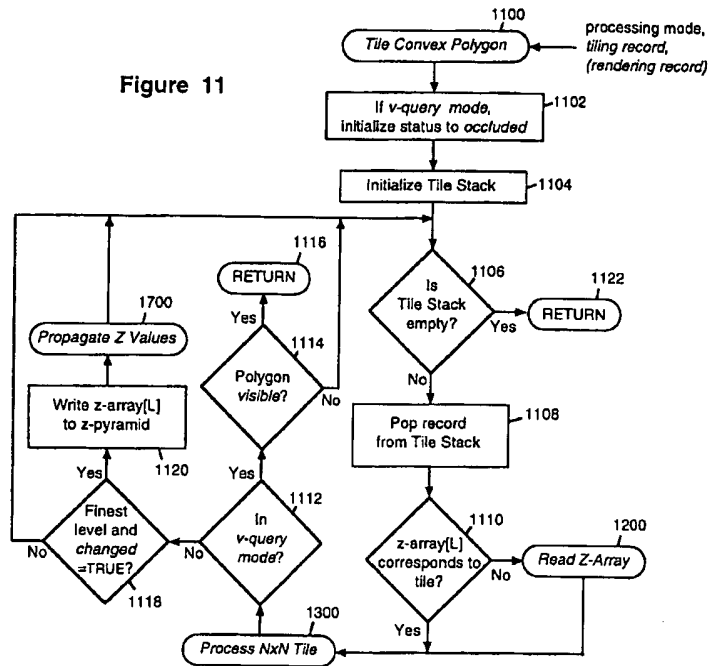 1100
Tile Convex Polygon
processing mode,
tiling record,
(rendering record)
Figure 11
If v-query mode,
initialize status to occluded
1102
Initialize Tile Stack
1104
1116
RETURN
1106
Is
Tile Stack
empty?
Yes
1122
RETURN
No
1700
Propagate Z Values
Yes
1114
Polygon
visible?
No
Write z-array[L]
to z-pyramid
1120
Pop record
from Tile Stack
1108
Yes
Finest
level and
changed
=TRUE?
No
1118
Yes
1112
In
v-query
mode?
No
1110
z-array[L]
corresponds to
tile?
No
Yes
1200
Read Z-Array
1300
Process NxN Tile